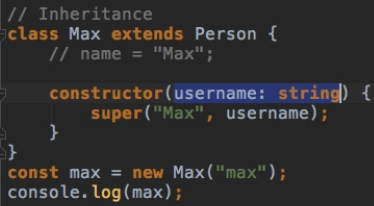 // Inheritance
class Max extends Person {
// name = "Max";
constructor(username: string) {
super("Max", username);
}
}
const max = new Max("max");
console.log(max);